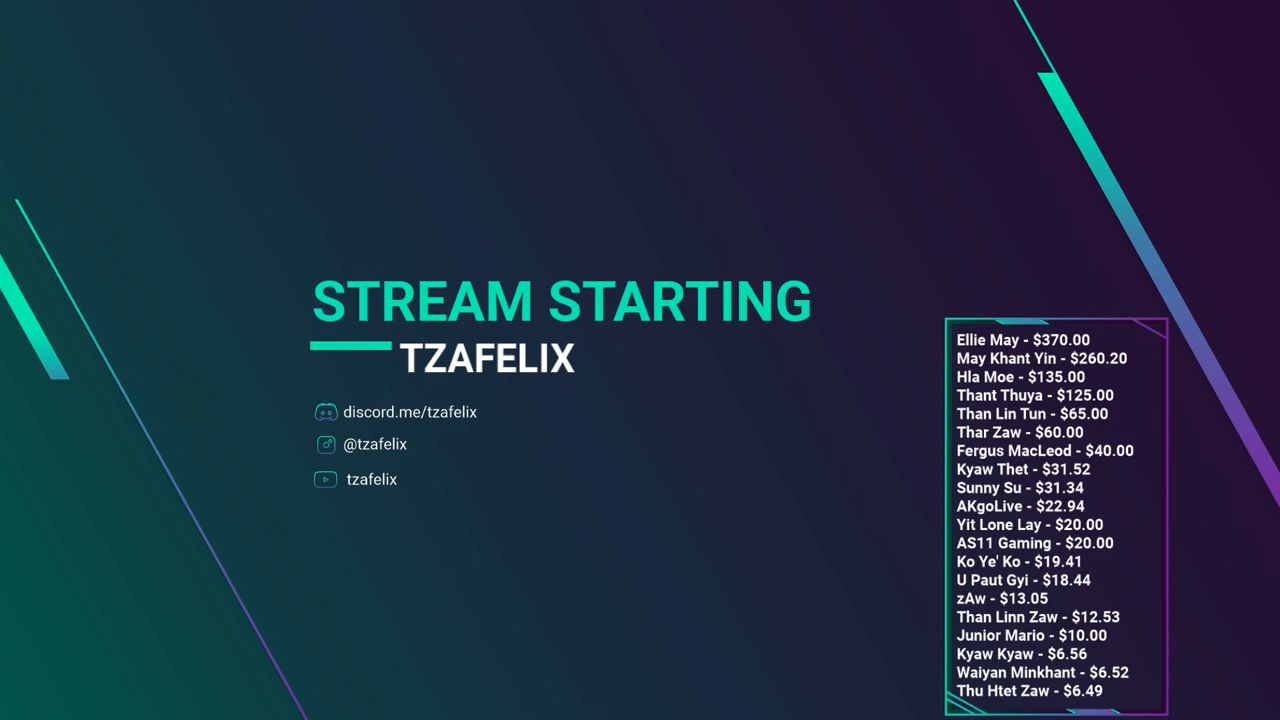 STREAM STARTING
TZAFELIX
discord.me/tzafelix
@tzafelix
tzafelix
Ellie May - $370.00
May Khant Yin - $260.20
Hla Moe - $135.00
Thant Thuya - $125.00
Than Lin Tun - $65.00
Thar Zaw - $60.00
Fergus MacLeod - $40.00
Kyaw Thet - $31.52
Sunny Su - $31.34
AKgoLive - $22.94
Yit Lone Lay - $20.00
AS11 Gaming - $20.00
Ko Ye' Ko - $19.41
U Paut Gyi - $18.44
zAw - $13.05
Than Linn Zaw - $12.53
Junior Mario - $10.00
Kyaw Kyaw - $6.56
Waiyan Minkhant - $6.52
Thu Htet Zaw - $6.49